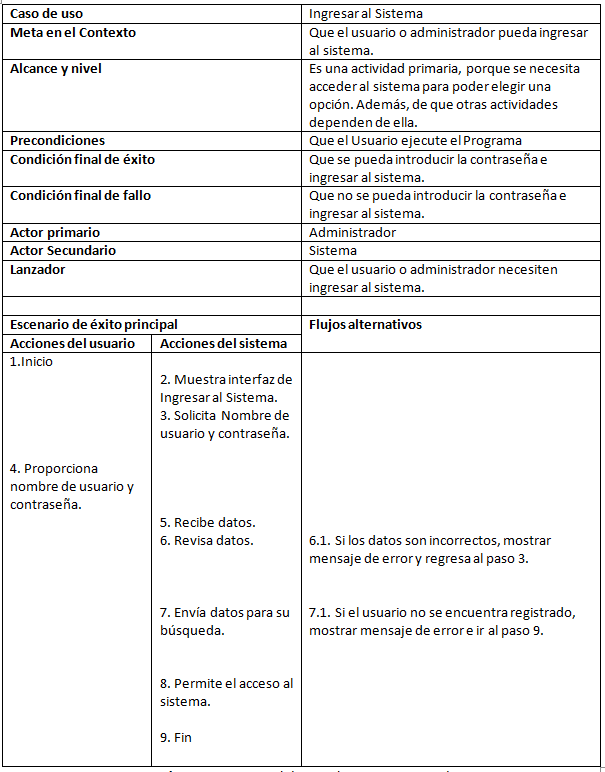 Caso de uso
Ingresar al Sistema
Meta en el Contexto
Que el usuario o administrador pueda ingresar
al sistema.
Alcance y nivel
Es una actividad primaria, porque se necesita
acceder al sistema para poder elegir una
opción. Además, de que otras actividades
dependen de ella.
Precondiciones
Que el Usuario ejecute el Programa
Condición final de éxito
Que se pueda introducir la contraseña e
ingresar al sistema.
Condición final de fallo
Que no se pueda introducir la contraseña e
ingresar al sistema.
Actor primario
Administrador
Actor Secundario
Sistema
Lanzador
Que el usuario o administrador necesiten
ingresar al sistema.
Escenario de éxito principal
Flujos alternativos
Acciones del usuario
Acciones del sistema
1.Inicio
2. Muestra interfaz de
Ingresar al Sistema.
3. Solicita Nombre de
usuario y contraseña.
4. Proporciona
nombre de usuario y
contraseña.
5. Recibe datos.
6. Revisa datos.
6.1. Si los datos son incorrectos, mostrar
mensaje de error y regresa al paso 3.
7. Envía datos para su
búsqueda.
7.1. Si el usuario no se encuentra registrado,
mostrar mensaje de error e ir al paso 9.
8. Permite el acceso al
sistema.
9. Fin